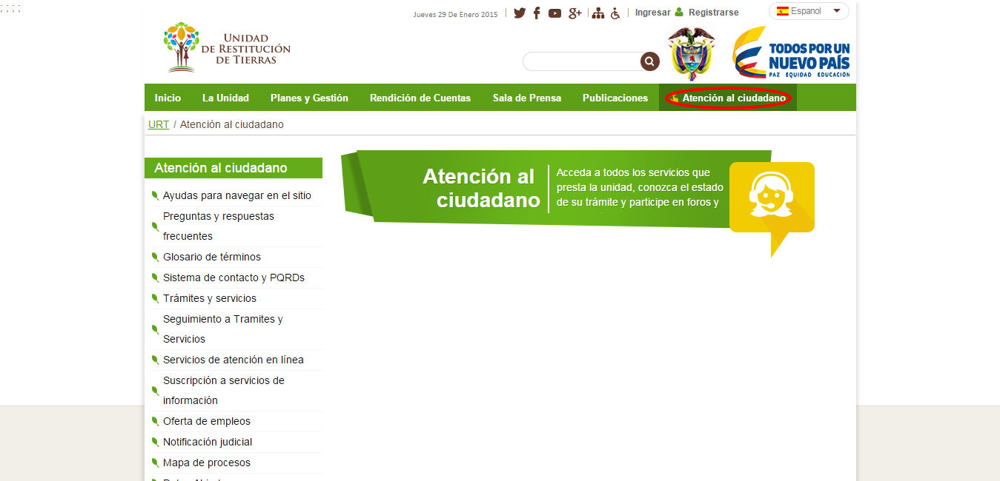 ; ; ; ;
Jueves 29 De Enero 2015
Ingresar
Registrarse
Espanol
UNIDAD
DE RESTITUCIÓN
DE TIERRAS
TODOS POR UN
NUEVO PAÍS
PAZ EQUIDAD EDUCACIÓN
Inicio
La Unidad
Planes y Gestión
Rendición de Cuentas
Sala de Prensa
Publicaciones
Atención al ciudadano
URT / Atención al ciudadano
Atención al ciudadano
Ayudas para navegar en el sitio
Preguntas y respuestas
frecuentes
Glosario de términos
Sistema de contacto y PQRDs
Trámites y servicios
Seguimiento a Tramites y
Servicios
Servicios de atención en línea
Suscripción a servicios de
información
Oferta de empleos
Notificación judicial
Mapa de procesos
Atención al
ciudadano
Acceda a todos los servicios que
presta la unidad, conozca el estado
de su trámite y participe en foros y